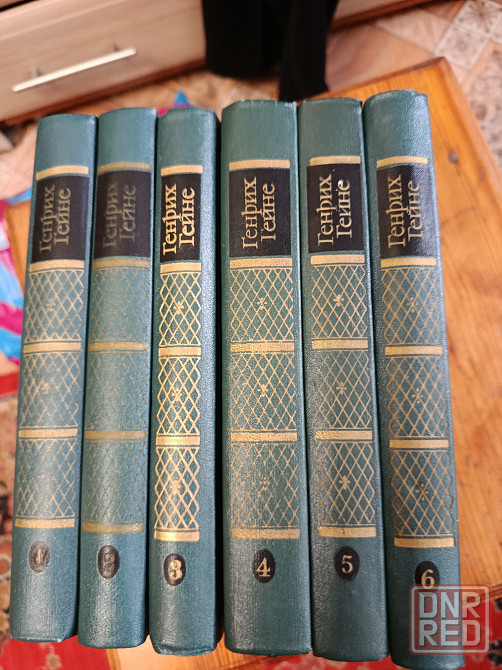 Генрих
Гейне
1
Генрих
Гейне
2
Генрих
Гейне
3
Генрих
Гейне
4
Генрих
Гейне
5
Генрих
Гейне
6
DNR
RED